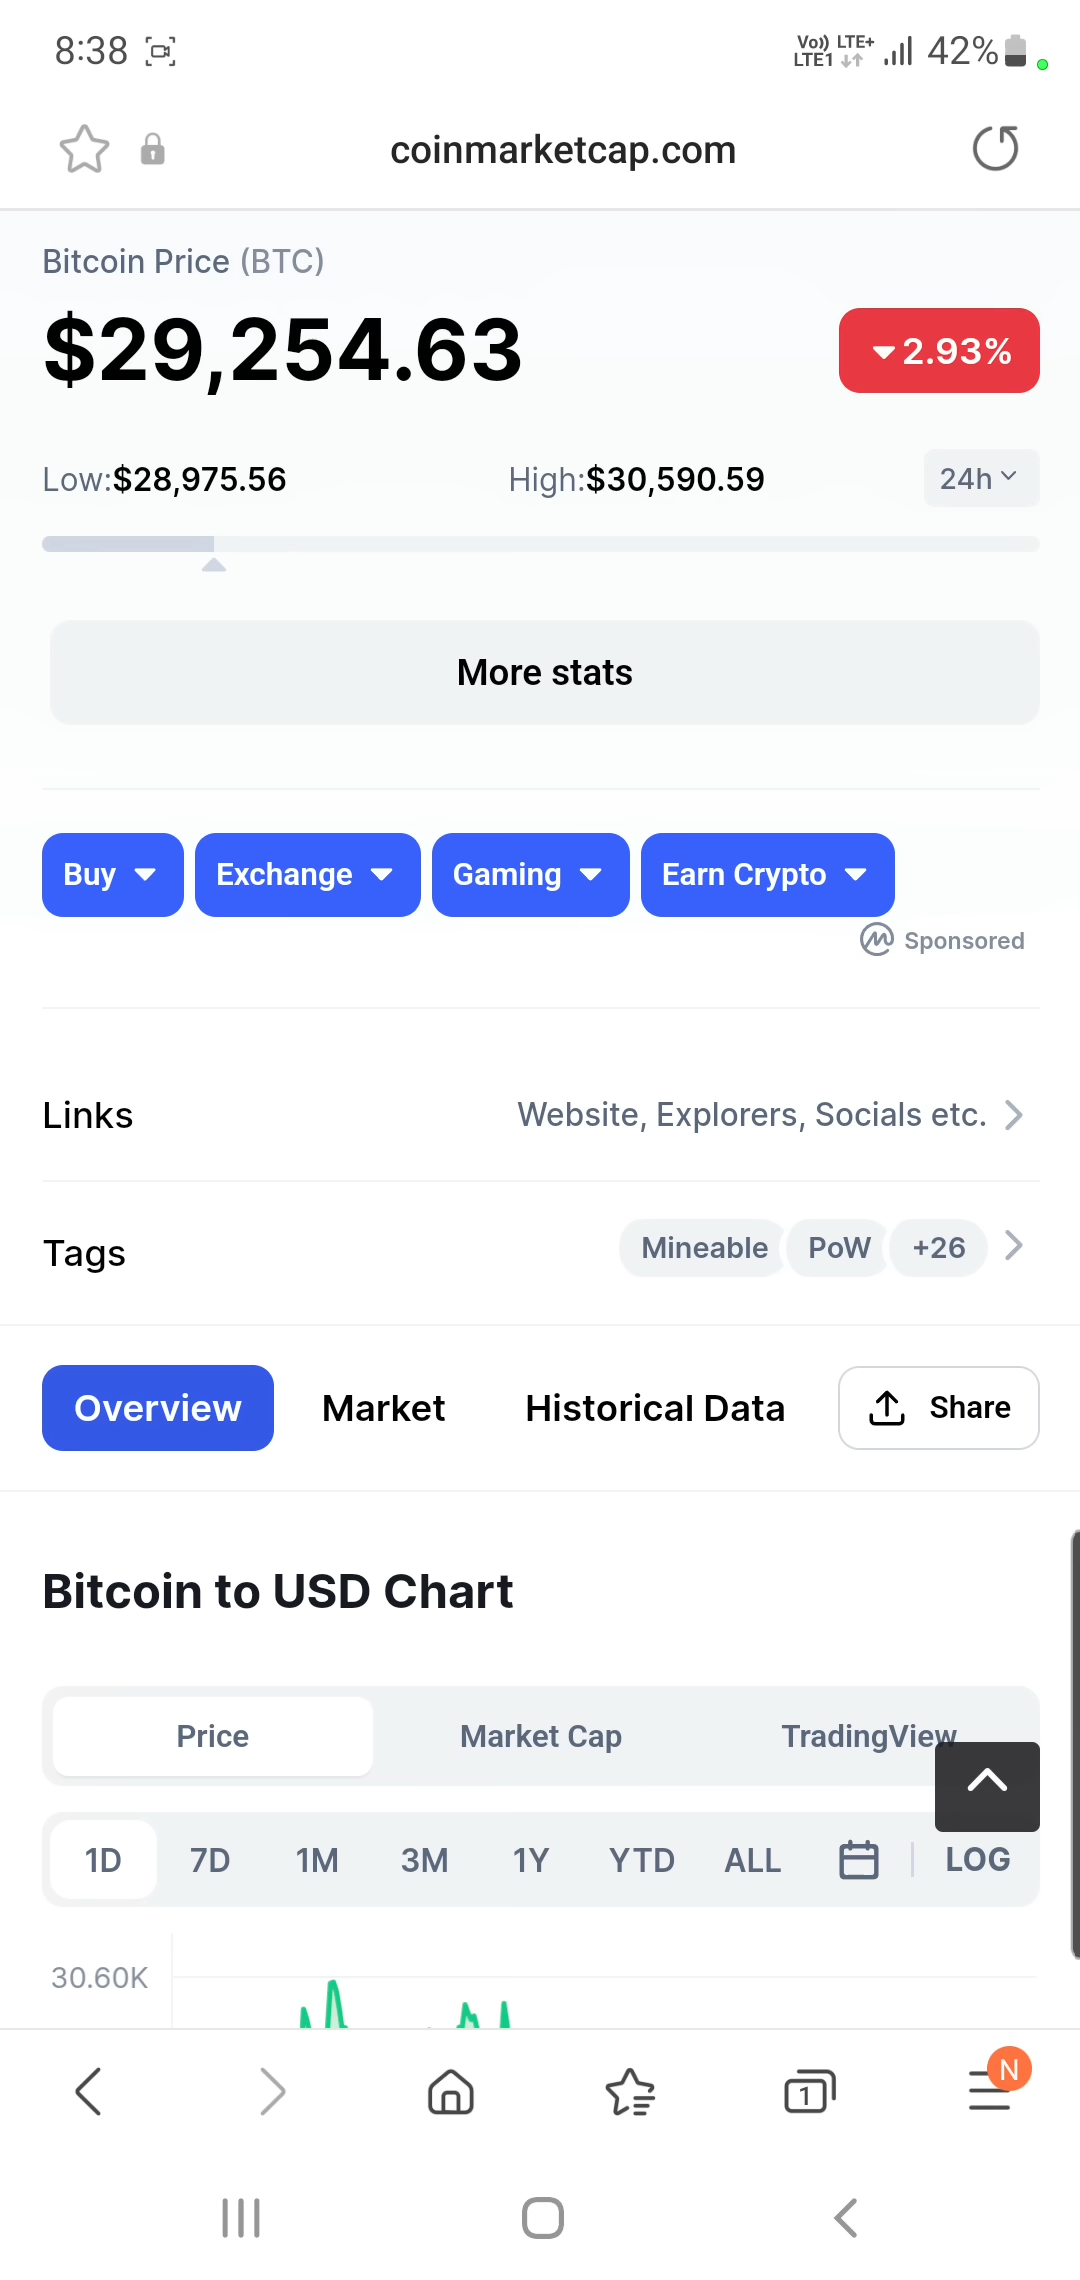 8:38 Vo)) LTE+ LTE1 42%
coinmarketcap.com
Bitcoin Price (BTC)
$29,254.63 2.93%
Low:$28,975.56 High:$30,590.59 24h
More stats
Buy Exchange Gaming Earn Crypto
Sponsored
Links Website, Explorers, Socials etc.
Tags Mineable PoW +26
Overview Market Historical Data Share
Bitcoin to USD Chart
Price Market Cap TradingView
1D 7D 1M 3M 1Y YTD ALL LOG
30.60K
1 N